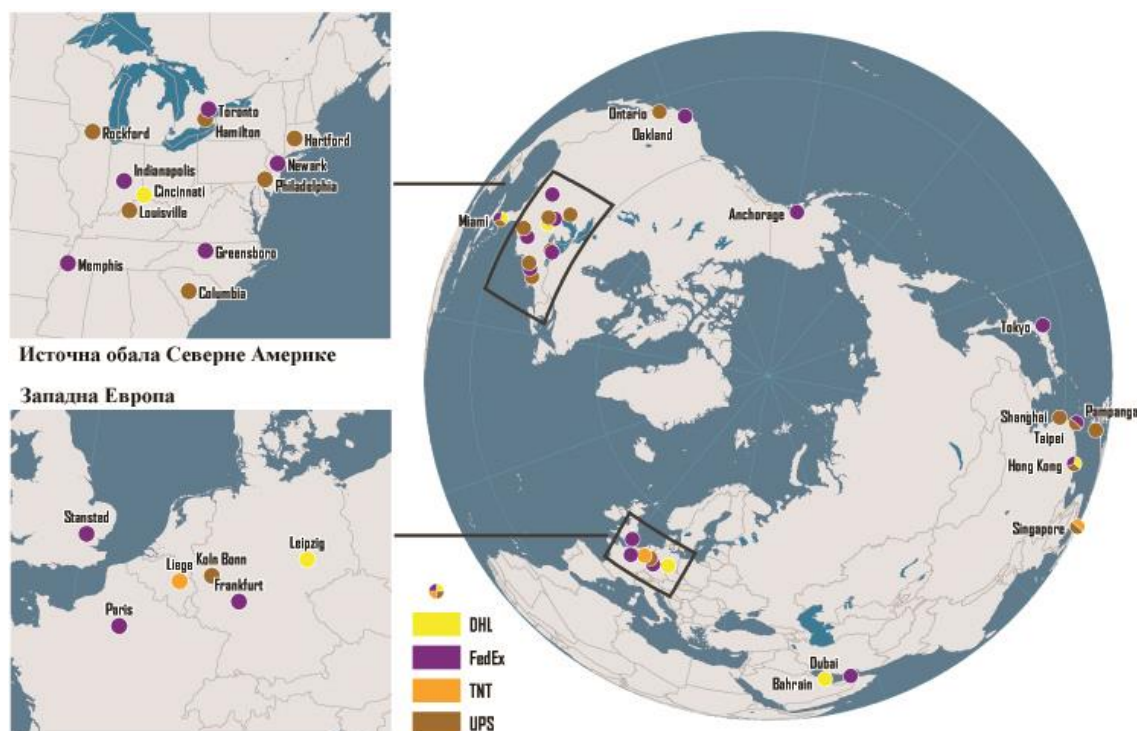 Toronto
Rockford
Hamilton
Hartford
Indianapolis
Newark
Cincinnati
Philadelphia
Louisville
Greensboro
Memphis
Columbia
Источна обала Северне Америке
Западна Европа
Stansted
Leipzig
Liege
Koln Bonn
Frankfurt
Paris
DHL
FedEx
TNT
UPS
Ontario
Oakland
Miami
Anchorage
Tokyo
Shanghai
Pampanga
Taipei
Hong Kong
Singapore
Dubai
Bahrain